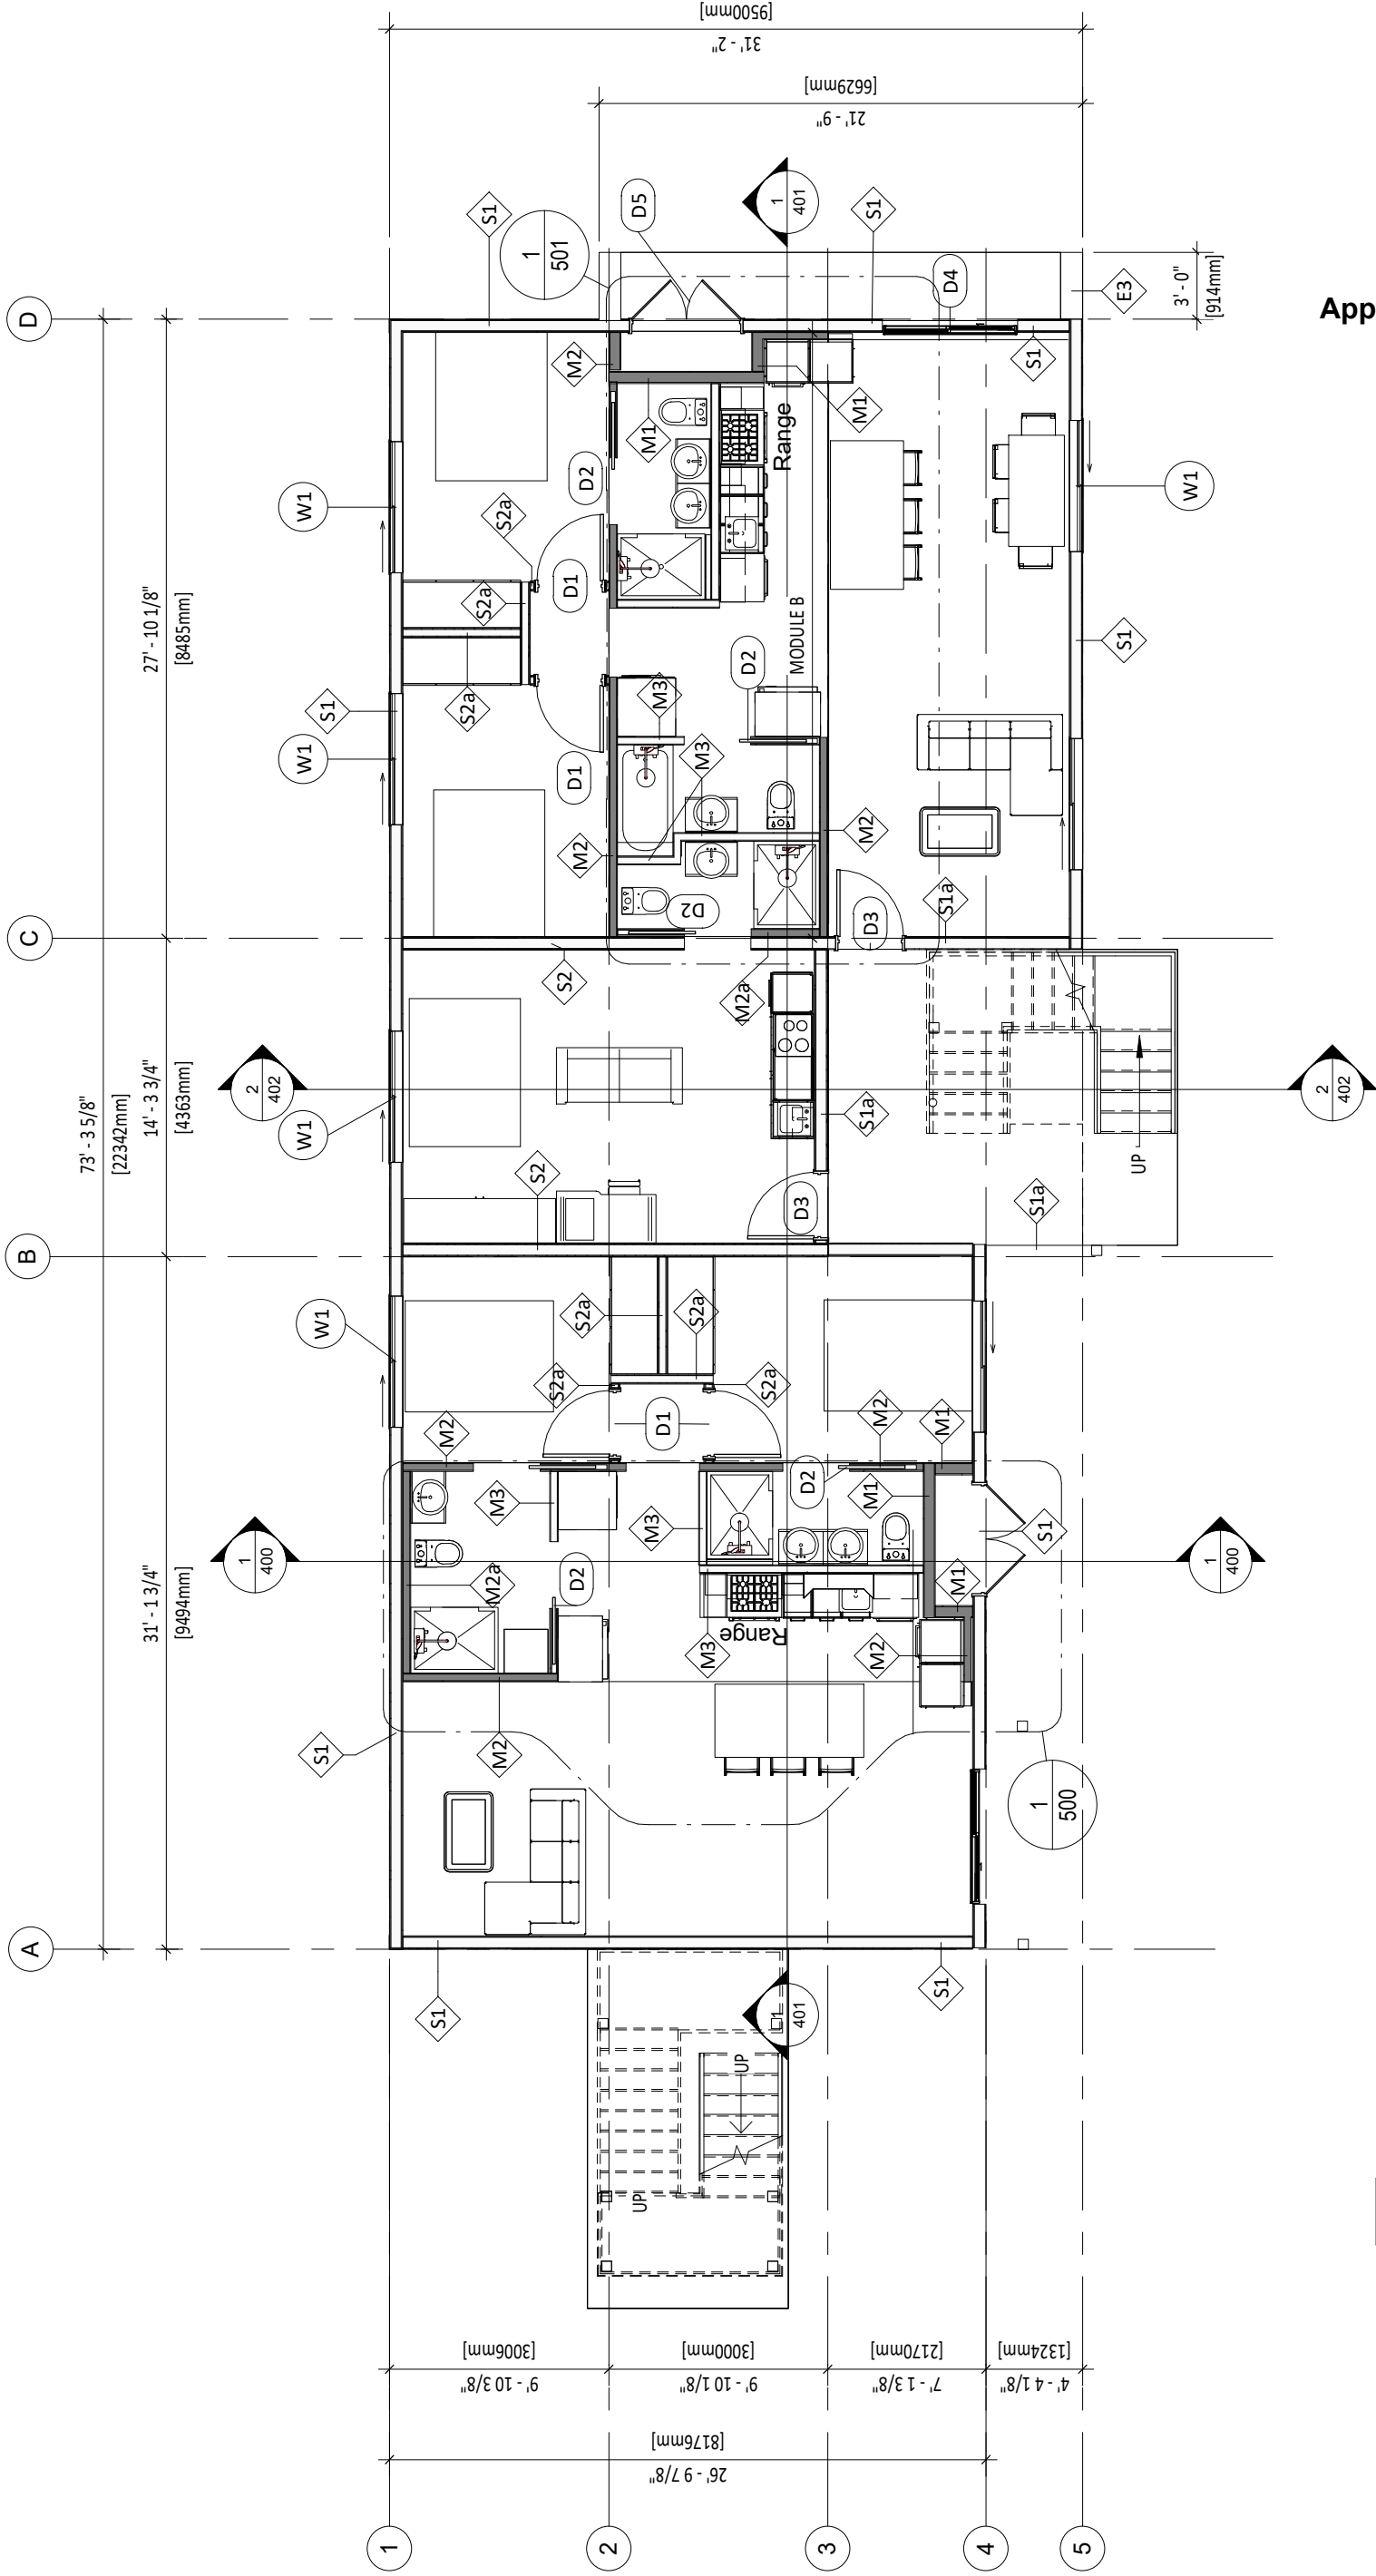 D
C
B
A
73' - 3 5/8"
[22342mm]
27' - 10 1/8"
[8485mm]
14' - 3 3/4"
[4363mm]
31' - 1 3/4"
[9494mm]
31' - 2"
[9500mm]
21' - 9"
[6629mm]
3' - 0"
[914mm]
App
S1
1
501
D5
1
401
S1
D4
E3
S1
M2
M1
M1
Range
D2
W1
S2a
D1
S2a
S2a
W1
S1
MODULE B
D2
M3
M3
S1
W1
D1
M2
M2
D2
S1a
D3
S2
M2a
2
402
W1
S1a
2
402
UP
S2
D3
S1a
W1
S2a
S2a
S2a
S2a
D1
M2
M2
M1
D2
M3
M3
M1
1
400
S1
1
400
M2a
D2
M1
Range
M3
M2
S1
M2
1
500
S1
S1
1
401
UP
UP
9' - 10 3/8"
[3006mm]
9' - 10 1/8"
[3000mm]
7' - 1 3/8"
[2170mm]
4' - 4 1/8"
[1324mm]
26' - 9 7/8"
[8176mm]
1
2
3
4
5